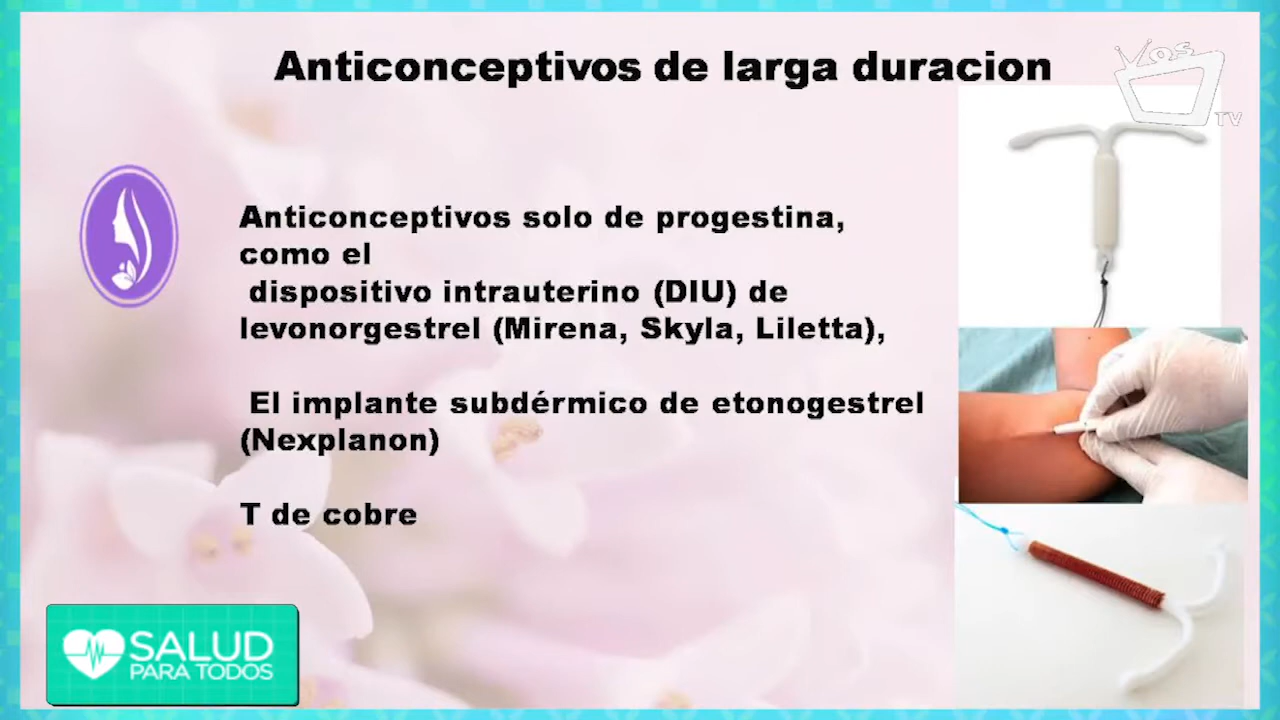 Anticonceptivos de larga duracion
Vos
TV
Anticonceptivos solo de progestina,
como el
dispositivo intrauterino (DIU) de
levonorgestrel (Mirena, Skyla, Liletta),
El implante subdérmico de etonogestrel
(Nexplanon)
T de cobre
SALUD
PARA TODOS